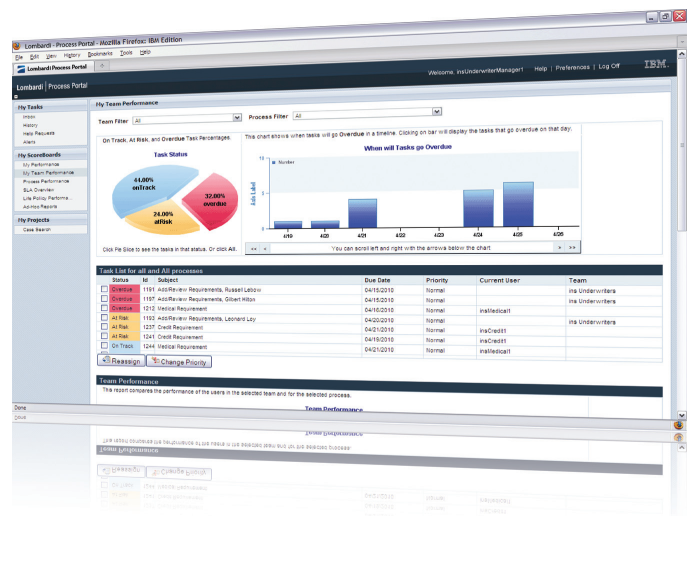 Lombardi - Process Portal - Mozilla Firefox: IBM Edition
File Edit View History Bookmarks Tools Help
Lombardi Process Portal
Lombardi Process Portal
Welcome, insUnderwriterManager1 Help | Preferences | Log Off IBM
My Tasks
Inbox
History
Help Requests
Alerts
My ScoreBoards
My Performance
My Team Performance
Process Performance
SLA Overview
Life Policy Performa...
Ad-Hoc Reports
My Projects
Case Search
My Team Performance
Team Filter All Process Filter All
On Track, At Risk, and Overdue Task Percentages.
Task Status
44.00%
onTrack
32.00%
overdue
24.00%
atRisk
Click Pie Slice to see the tasks in that status. Or click All.
This chart shows when tasks will go Overdue in a timeline. Clicking on bar will display the tasks that go overdue on that day.
When will Tasks go Overdue
Number
Axis Label
10
5
0
4/19 4/20 4/21 4/22 4/23 4/24 4/25 4/26
<< < You can scroll left and right with the arrows below the chart > >>
Task List for all and All processes
Status Id Subject Due Date Priority Current User Team
Overdue 1191 Add/Review Requirements, Russell Lebow 04/15/2010 Normal ins Underwriters
Overdue 1197 Add/Review Requirements, Gilbert Hilton 04/15/2010 Normal ins Underwriters
Overdue 1212 Medical Requirement 04/16/2010 Normal insMedical1
At Risk 1193 Add/Review Requirements, Leonard Loy 04/20/2010 Normal ins Underwriters
At Risk 1237 Credit Requirement 04/21/2010 Normal insCredit1
At Risk 1241 Credit Requirement 04/19/2010 Normal insCredit1
On Track 1244 Medical Requirement 04/21/2010 Normal insMedical1
Reassign Change Priority
Team Performance
This report compares the performance of the users in the selected team and for the selected process.
Team Performance
Done